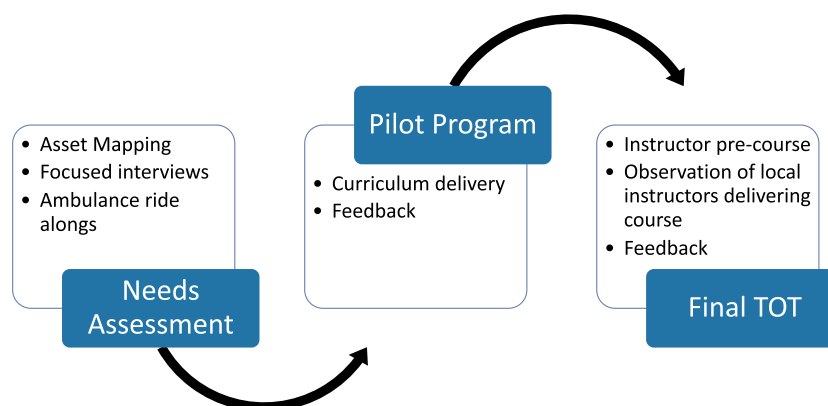 • Asset Mapping
• Focused interviews
• Ambulance ride
alongs
Needs
Assessment
Pilot Program
• Curriculum delivery
• Feedback
• Instructor pre-course
• Observation of local
instructors delivering
course
• Feedback
Final TOT